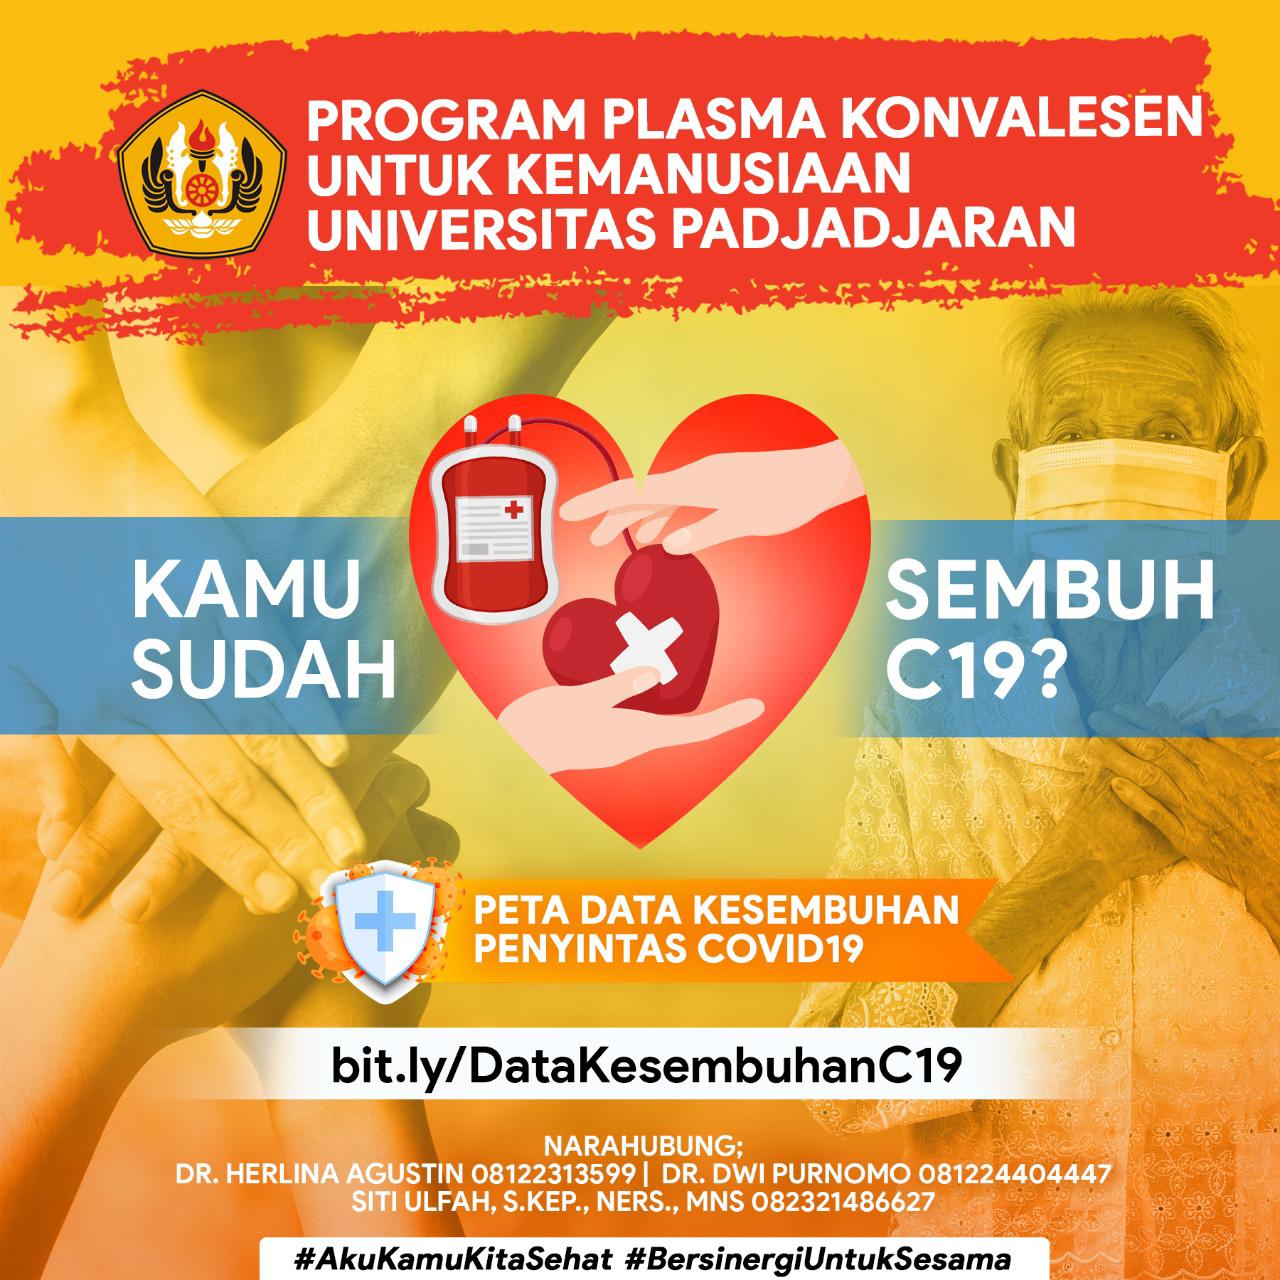 PROGRAM PLASMA KONVALESEN
UNTUK KEMANUSIAAN
UNIVERSITAS PADJADJARAN
KAMU
SUDAH
SEMBUH
C19?
PETA DATA KESEMBUHAN
PENYINTAS COVID19
bit.ly/DataKesembuhanC19
NARAHUBUNG;
DR. HERLINA AGUSTIN 08122313599 | DR. DWI PURNOMO 081224404447
SITI ULFAH, S.KEP., NERS., MNS 082321486627
#AkuKamuKitaSehat #BersinergiUntukSesama